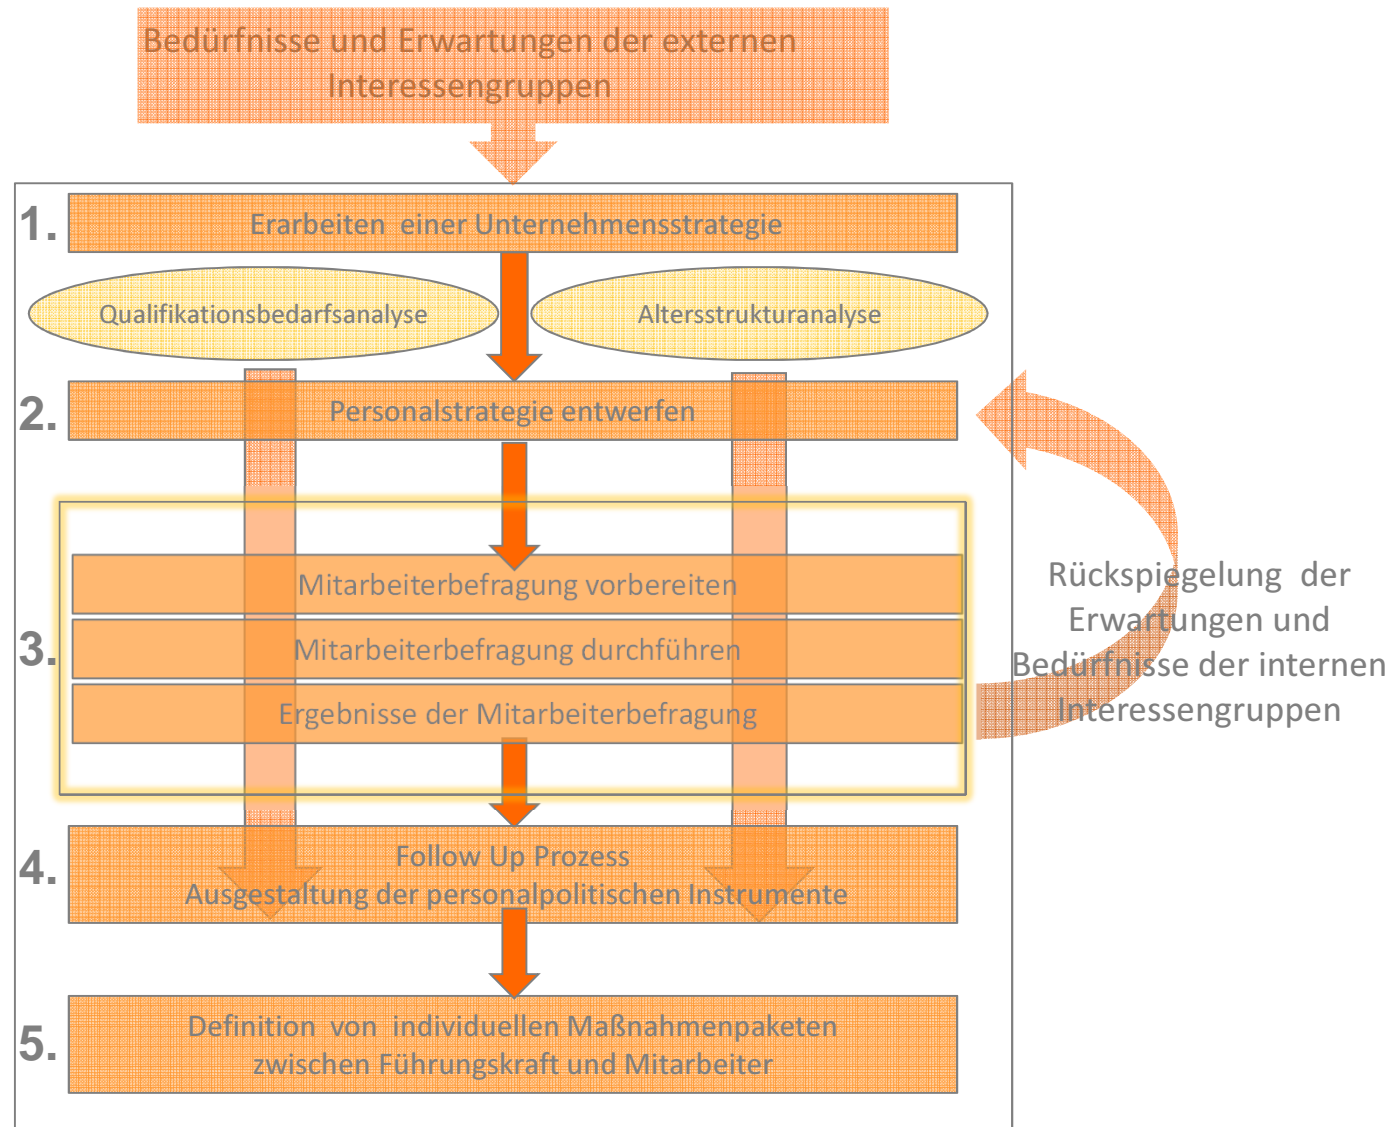 Bedürfnisse und Erwartungen der externen
Interessengruppen
1.
Erarbeiten einer Unternehmensstrategie
Qualifikationsbedarfsanalyse
Altersstrukturanalyse
2.
Personalstrategie entwerfen
3.
Mitarbeiterbefragung vorbereiten
Mitarbeiterbefragung durchführen
Ergebnisse der Mitarbeiterbefragung
Rückspiegelung der
Erwartungen und
Bedürfnisse der internen
Interessengruppen
4.
Follow Up Prozess
Ausgestaltung der personalpolitischen Instrumente
5.
Definition von individuellen Maßnahmenpaketen
zwischen Führungskraft und Mitarbeiter